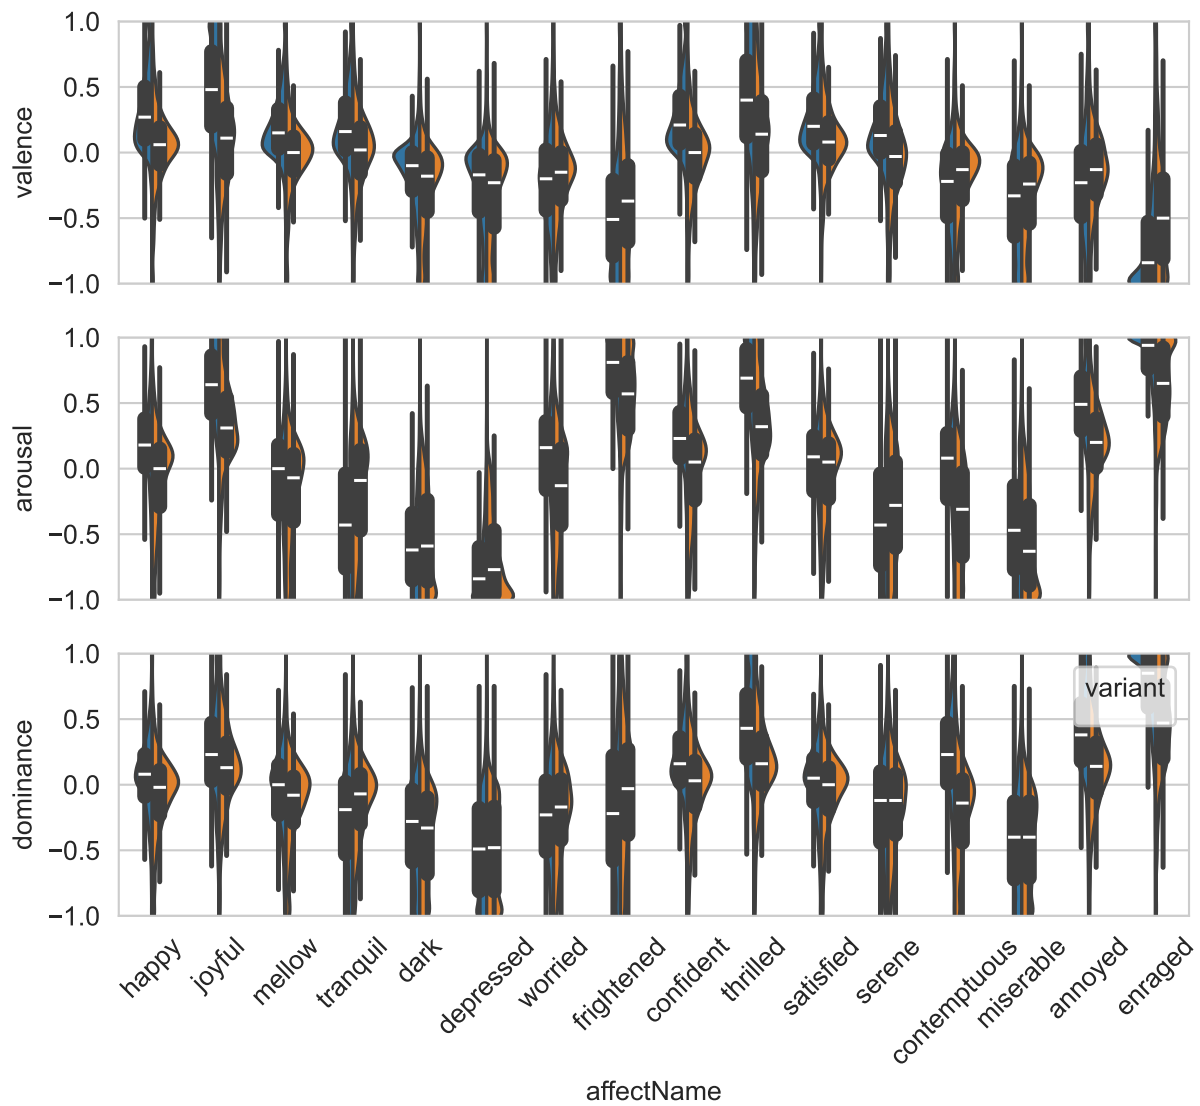 1.0
0.5
0.0
−0.5
−1.0
valence
1.0
0.5
0.0
−0.5
−1.0
arousal
1.0
0.5
0.0
−0.5
−1.0
dominance
variant
happy
joyful
mellow
tranquil
dark
depressed
worried
frightened
confident
thrilled
satisfied
serene
contemptuous
miserable
annoyed
enraged
affectName